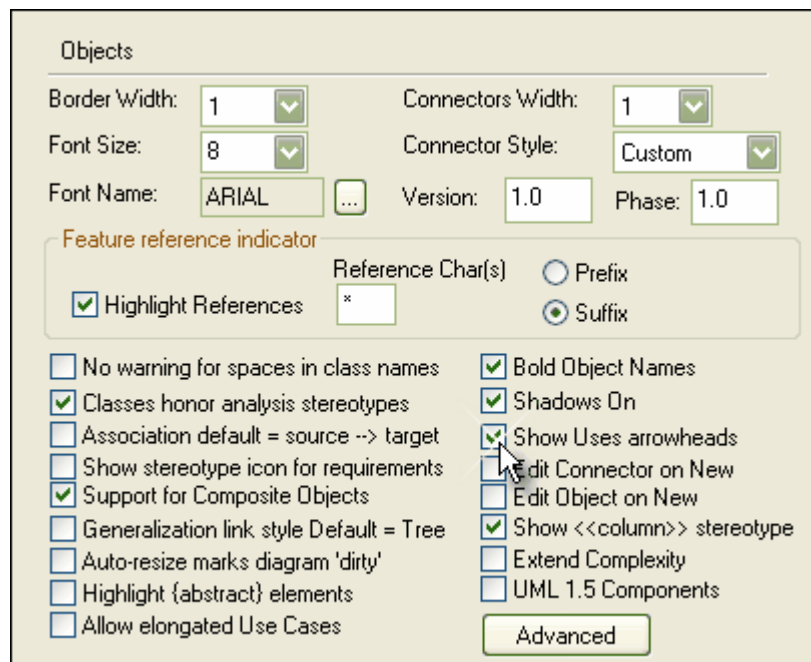 Objects
Border Width: 1 Connectors Width: 1
Font Size: 8 Connector Style: Custom
Font Name: ARIAL ... Version: 1.0 Phase: 1.0
Feature reference indicator
Reference Char(s) Prefix
Highlight References * Suffix
No warning for spaces in class names
Classes honor analysis stereotypes
Association default = source --> target
Show stereotype icon for requirements
Support for Composite Objects
Generalization link style Default = Tree
Auto-resize marks diagram 'dirty'
Highlight {abstract} elements
Allow elongated Use Cases
Bold Object Names
Shadows On
Show Uses arrowheads
Edit Connector on New
Edit Object on New
Show <<column>> stereotype
Extend Complexity
UML 1.5 Components
Advanced